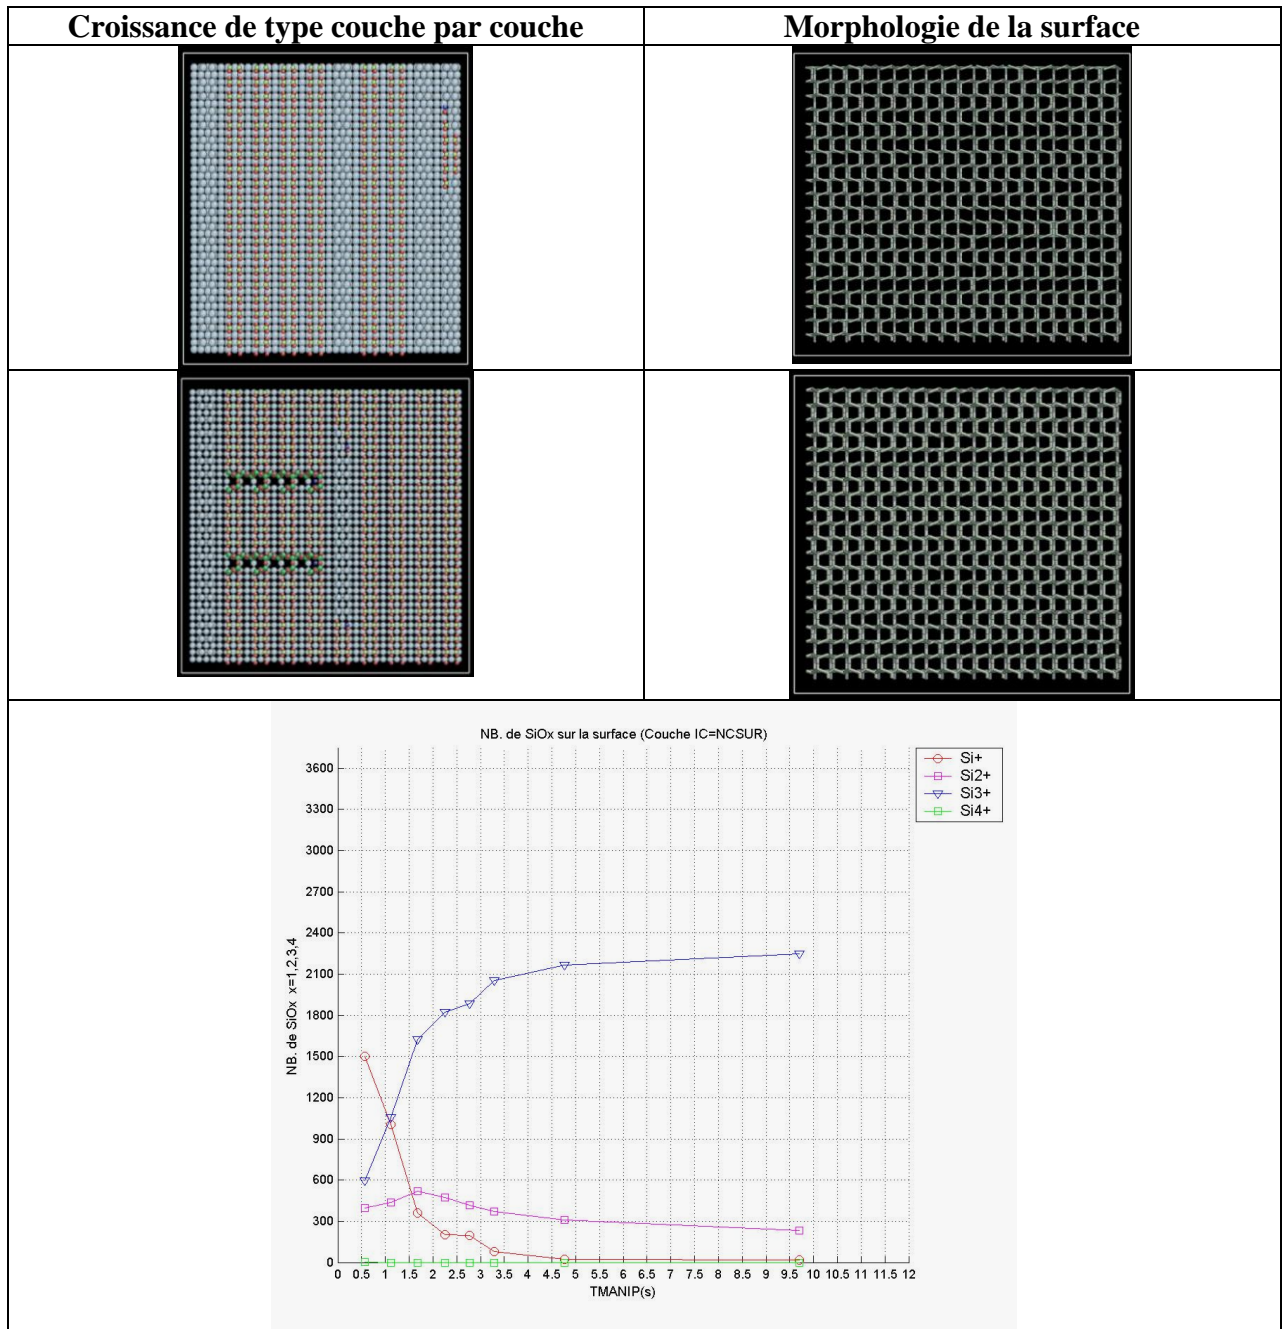 Croissance de type couche par couche
Morphologie de la surface
NB. de SiOx sur la surface (Couche IC=NCSUR)
Si+
Si2+
Si3+
Si4+
3600
3300
3000
2700
2400
2100
1800
1500
1200
900
600
300
0
NB. de SiOx x=1,2,3,4
0 0.5 1 1.5 2 2.5 3 3.5 4 4.5 5 5.5 6 6.5 7 7.5 8 8.5 9 9.5 10 10.5 11 11.5 12
TMANIP(s)